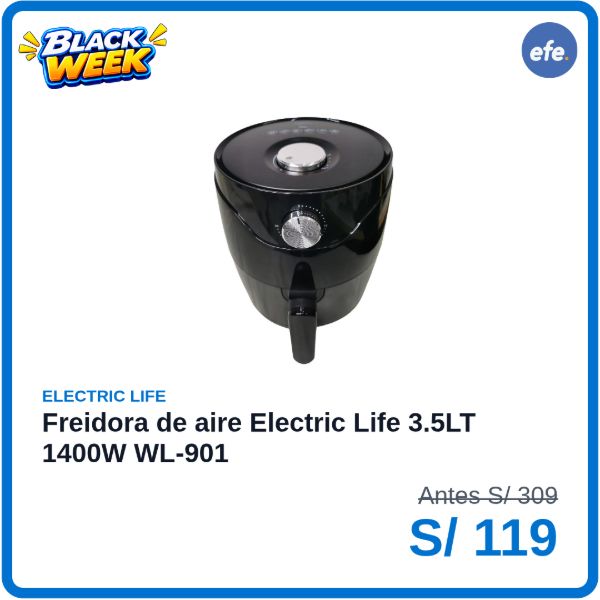 BLACK
WEEK
efe.
ELECTRIC LIFE
Freidora de aire Electric Life 3.5LT
1400W WL-901
Antes S/ 309
S/ 119